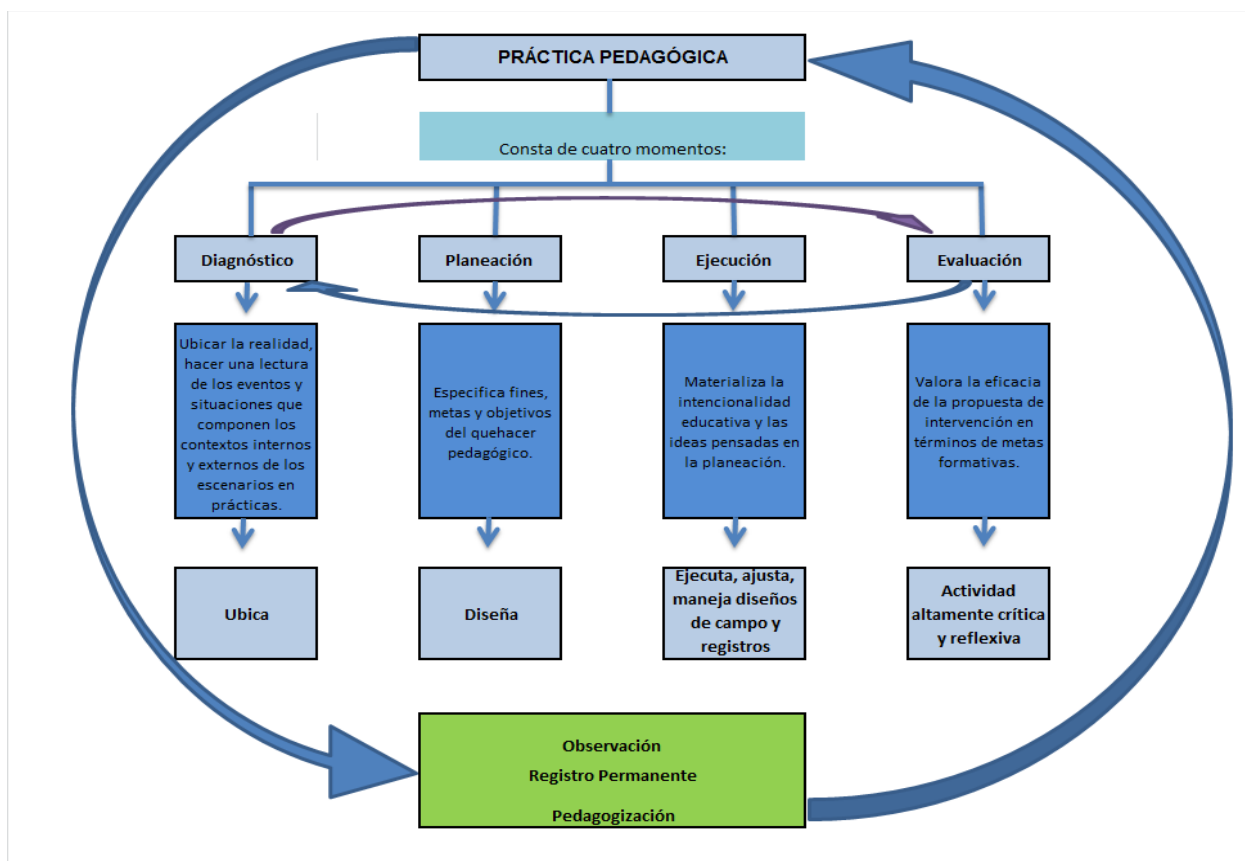 PRÁCTICA PEDAGÓGICA
Consta de cuatro momentos:
Diagnóstico
Planeación
Ejecución
Evaluación
Ubicar la realidad,
hacer una lectura
de los eventos y
situaciones que
componen los
contextos internos
y externos de los
escenarios en
prácticas.
Especifica fines,
metas y objetivos
del quehacer
pedagógico.
Materializa la
intencionalidad
educativa y las
ideas pensadas en
la planeación.
Valora la eficacia
de la propuesta de
intervención en
términos de metas
formativas.
Ubica
Diseña
Ejecuta, ajusta,
maneja diseños
de campo y
registros
Actividad
altamente crítica
y reflexiva
Observación
Registro Permanente
Pedagogización